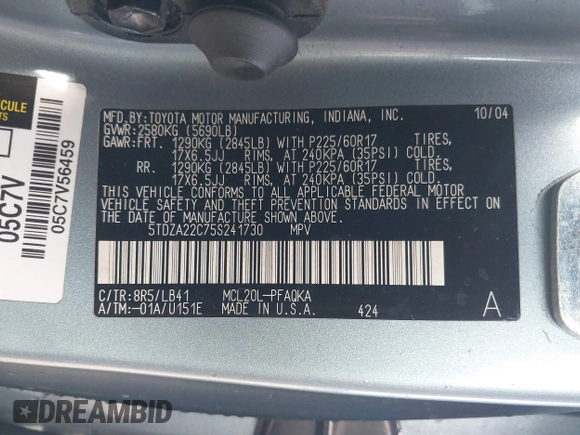 CULE
TS
05C7V
05C7V56459
MFD.BY:TOYOTA MOTOR MANUFACTURING, INDIANA, INC. 10/04
GVWR:2580KG (5690LB)
GAWR:FRT. 1290KG (2845LB) WITH P225/60R17 TIRES,
17X6.5JJ RIMS, AT 240KPA (35PSI) COLD.
RR. 1290KG (2845LB) WITH P225/60R17 TIRES,
17X6.5JJ RIMS, AT 240KPA (35PSI) COLD.
THIS VEHICLE CONFORMS TO ALL APPLICABLE FEDERAL MOTOR
VEHICLE SAFETY AND THEFT PREVENTION STANDARDS IN EFFECT
ON THE DATE OF MANUFACTURE SHOWN ABOVE.
5TDZA22C75S241730 MPV
C/TR:8R5/LB41 MCL20L-PFAQKA
A/TM:-01A/U151E MADE IN U.S.A. 424 A
DREAMBID